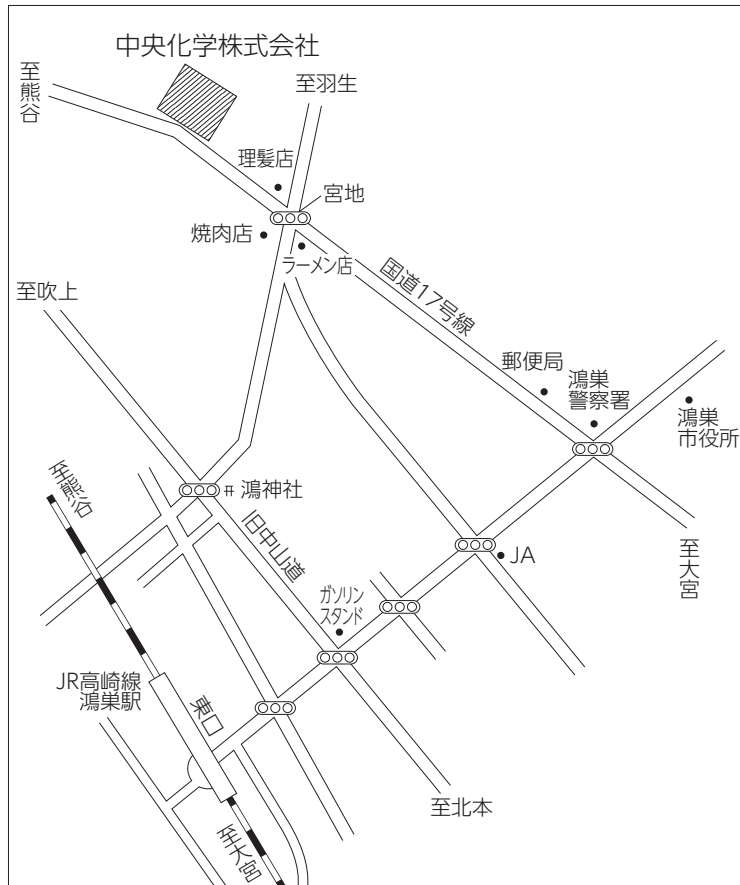 中央化学株式会社
至熊谷
至羽生
理髪店
宮地
焼肉店
ラーメン店
至吹上
国道17号線
郵便局
鴻巣
警察署
鴻巣
市役所
至熊谷
鴻神社
旧中山道
JA
至大宮
ガソリン
スタンド
JR高崎線
鴻巣駅
東口
至北本
至大宮